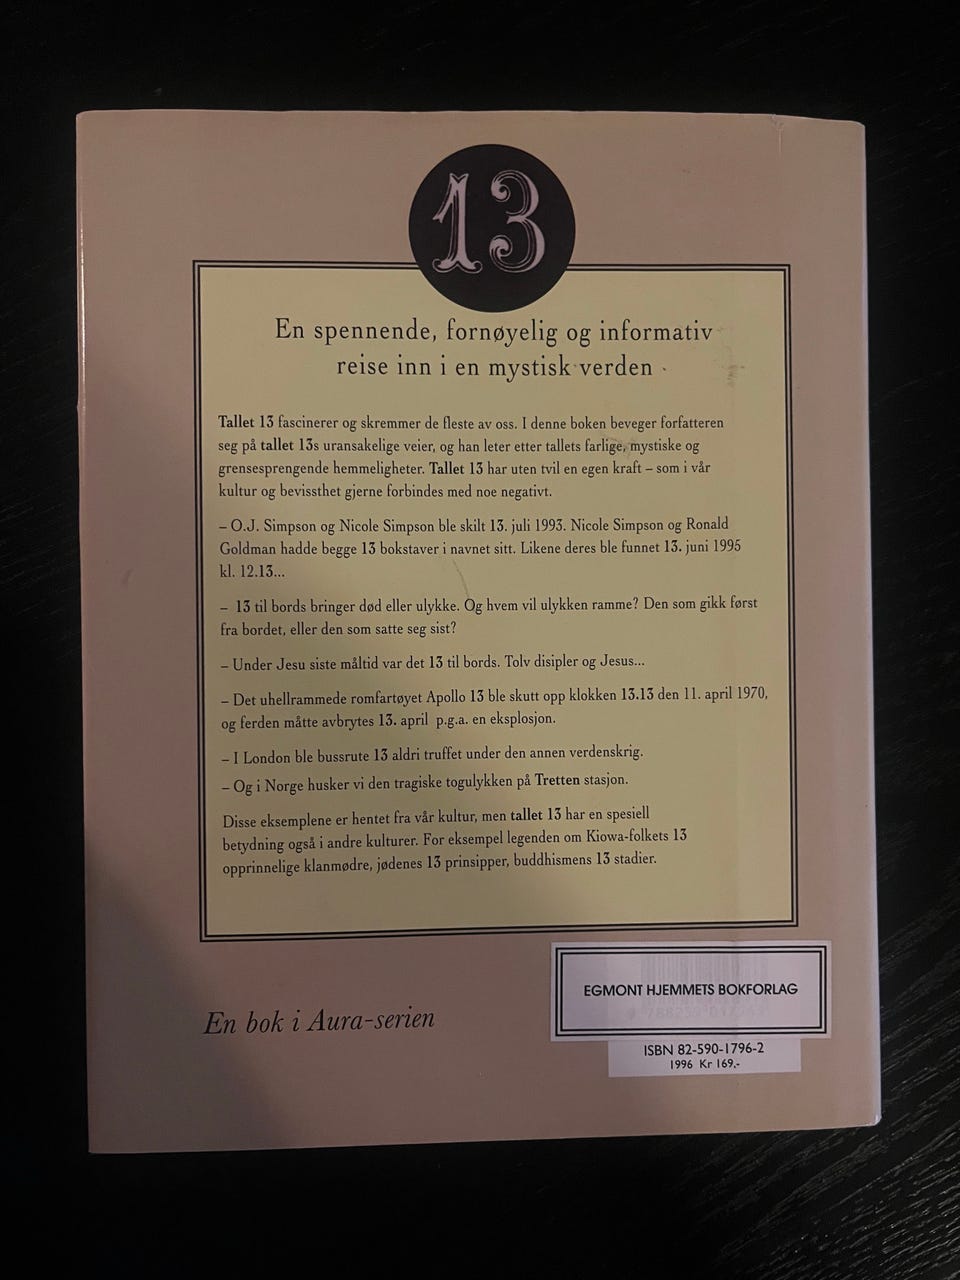 13
En spennende, fornøyelig og informativ
reise inn i en mystisk verden
Tallet 13 fascinerer og skremmer de fleste av oss. I denne boken beveger forfatteren
seg på tallet 13s uransakelige veier, og han leter etter tallets farlige, mystiske og
grensesprengende hemmeligheter. Tallet 13 har uten tvil en egen kraft – som i vår
kultur og bevissthet gjerne forbindes med noe negativt.
– O.J. Simpson og Nicole Simpson ble skilt 13. juli 1993. Nicole Simpson og Ronald
Goldman hadde begge 13 bokstaver i navnet sitt. Likene deres ble funnet 13. juni 1995
kl. 12.13...
– 13 til bords bringer død eller ulykke. Og hvem vil ulykken ramme? Den som gikk først
fra bordet, eller den som satte seg sist?
– Under Jesu siste måltid var det 13 til bords. Tolv disipler og Jesus...
– Det uhellrammede romfartøyet Apollo 13 ble skutt opp klokken 13.13 den 11. april 1970,
og ferden måtte avbrytes 13. april p.g.a. en eksplosjon.
– I London ble bussrute 13 aldri truffet under den annen verdenskrig.
– Og i Norge husker vi den tragiske togulykken på Tretten stasjon.
Disse eksemplene er hentet fra vår kultur, men tallet 13 har en spesiell
betydning også i andre kulturer. For eksempel legenden om Kiowa-folkets 13
opprinnelige klanmødre, jødenes 13 prinsipper, buddhismens 13 stadier.
En bok i Aura-serien
EGMONT HJEMMETS BOKFORLAG
ISBN 82-590-1796-2
1996 Kr 169,-